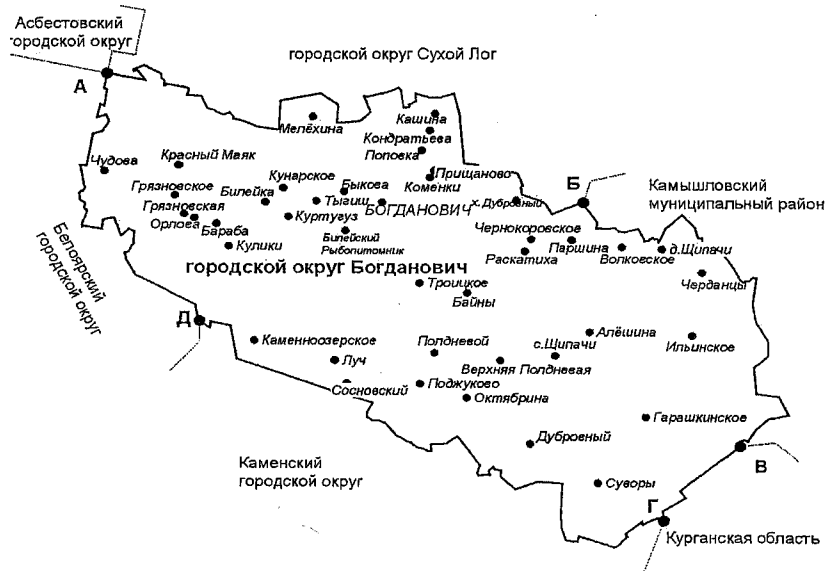 Асбестовский
городской округ
городской округ Сухой Лог
А
Мелёхина
Кашина
Кондратьева
Поповка
Чудова
Красный Маяк
Прищаново
Коменки
Грязновское
Кунарское
Быкова
Билейка
Тыгиш
БОГДАНОВИЧ
х.Дубровный
Б
Камышловский
муниципальный район
Грязновская
Орлова
Бараба
Куртугуз
Кулики
Билейский
Рыбопитомник
Чернокоровское
Раскатиха
Паршина
Волковское
д.Щипачи
Черданцы
Белоярский
городской округ
городской округ Богданович
Троицкое
Байны
Д
Каменноозерское
Луч
Сосновский
Полдневой
Поджуково
Верхняя Полдневая
с.Щипачи
Алёшина
Ильинское
Октябрина
Гарашкинское
Дубровный
В
Каменский
городской округ
Суворы
Г
Курганская область